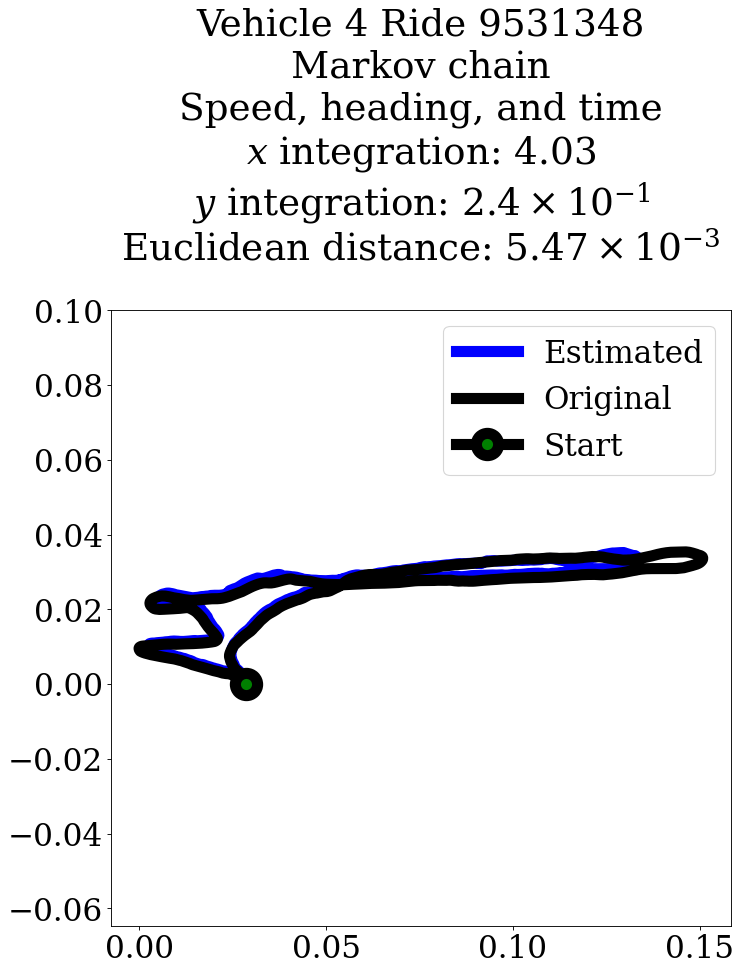 Vehicle 4 Ride 9531348
Markov chain
Speed, heading, and time
x integration: 4.03
y integration: 2.4 × 10⁻¹
Euclidean distance: 5.47 × 10⁻³
0.10
0.08
0.06
0.04
0.02
0.00
−0.02
−0.04
−0.06
Estimated
Original
Start
0.00 0.05 0.10 0.15